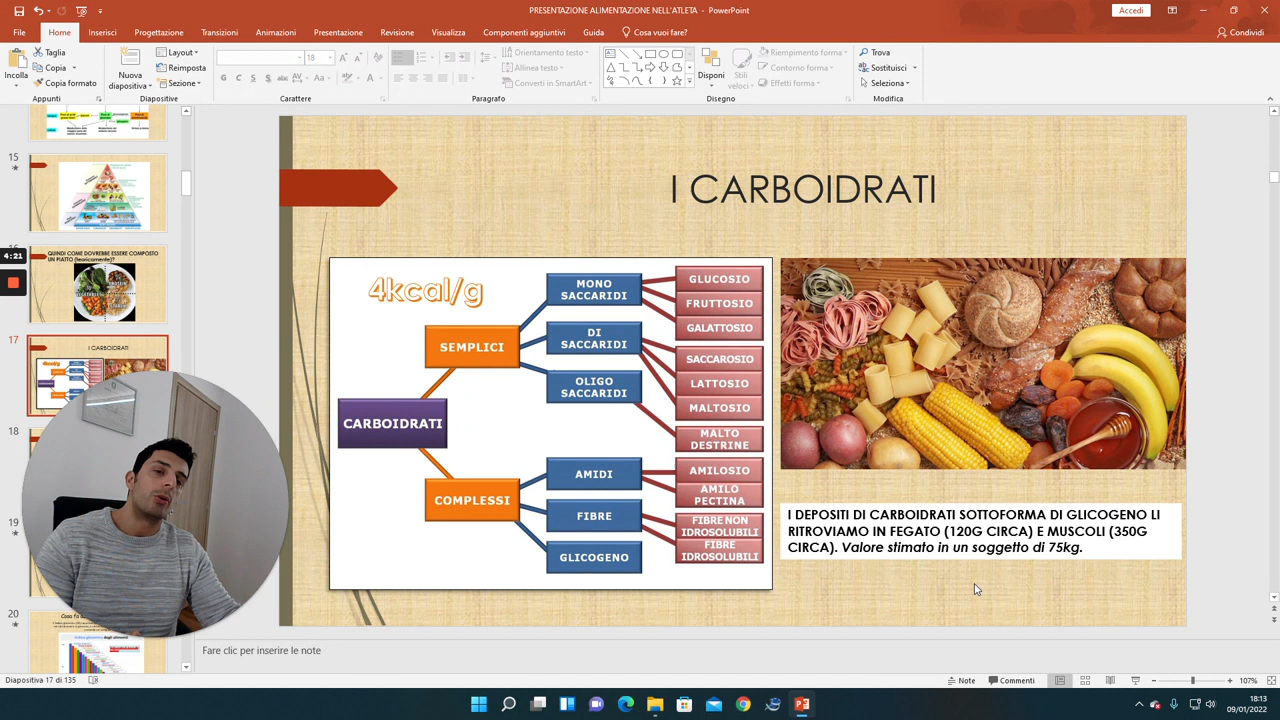 PRESENTAZIONE ALIMENTAZIONE NELL'ATLETA - PowerPoint
Accedi
File
Home
Inserisci
Progettazione
Transizioni
Animazioni
Presentazione
Revisione
Visualizza
Componenti aggiuntivi
Guida
Cosa vuoi fare?
Condividi
Incolla
Taglia
Copia
Copia formato
Appunti
Nuova
diapositiva
Layout
Reimposta
Sezione
Diapositive
18
G
C
S
S
abc
AV
Aa
A
Carattere
Orientamento testo
Allinea testo
Converti in SmartArt
Paragrafo
Disponi
Stili
veloci
Riempimento forma
Contorno forma
Effetti forma
Disegno
Trova
Sostituisci
Seleziona
Modifica
15
4:21
QUINDI COME DOVREBBE ESSERE COMPOSTO
UN PIATTO (teoricamente)?
17
I CARBOIDRATI
18
19
20
I CARBOIDRATI
4kcal/g
CARBOIDRATI
SEMPLICI
COMPLESSI
MONO
SACCARIDI
DI
SACCARIDI
OLIGO
SACCARIDI
AMIDI
FIBRE
GLICOGENO
GLUCOSIO
FRUTTOSIO
GALATTOSIO
SACCAROSIO
LATTOSIO
MALTOSIO
MALTO
DESTRINE
AMILOSIO
AMILO
PECTINA
FIBRE NON
IDROSOLUBILI
FIBRE
IDROSOLUBILI
I DEPOSITI DI CARBOIDRATI SOTTOFORMA DI GLICOGENO LI
RITROVIAMO IN FEGATO (120G CIRCA) E MUSCOLI (350G
CIRCA). Valore stimato in un soggetto di 75kg.
Fare clic per inserire le note
Diapositiva 17 di 135
Note
Commenti
107%
18:13
09/01/2022